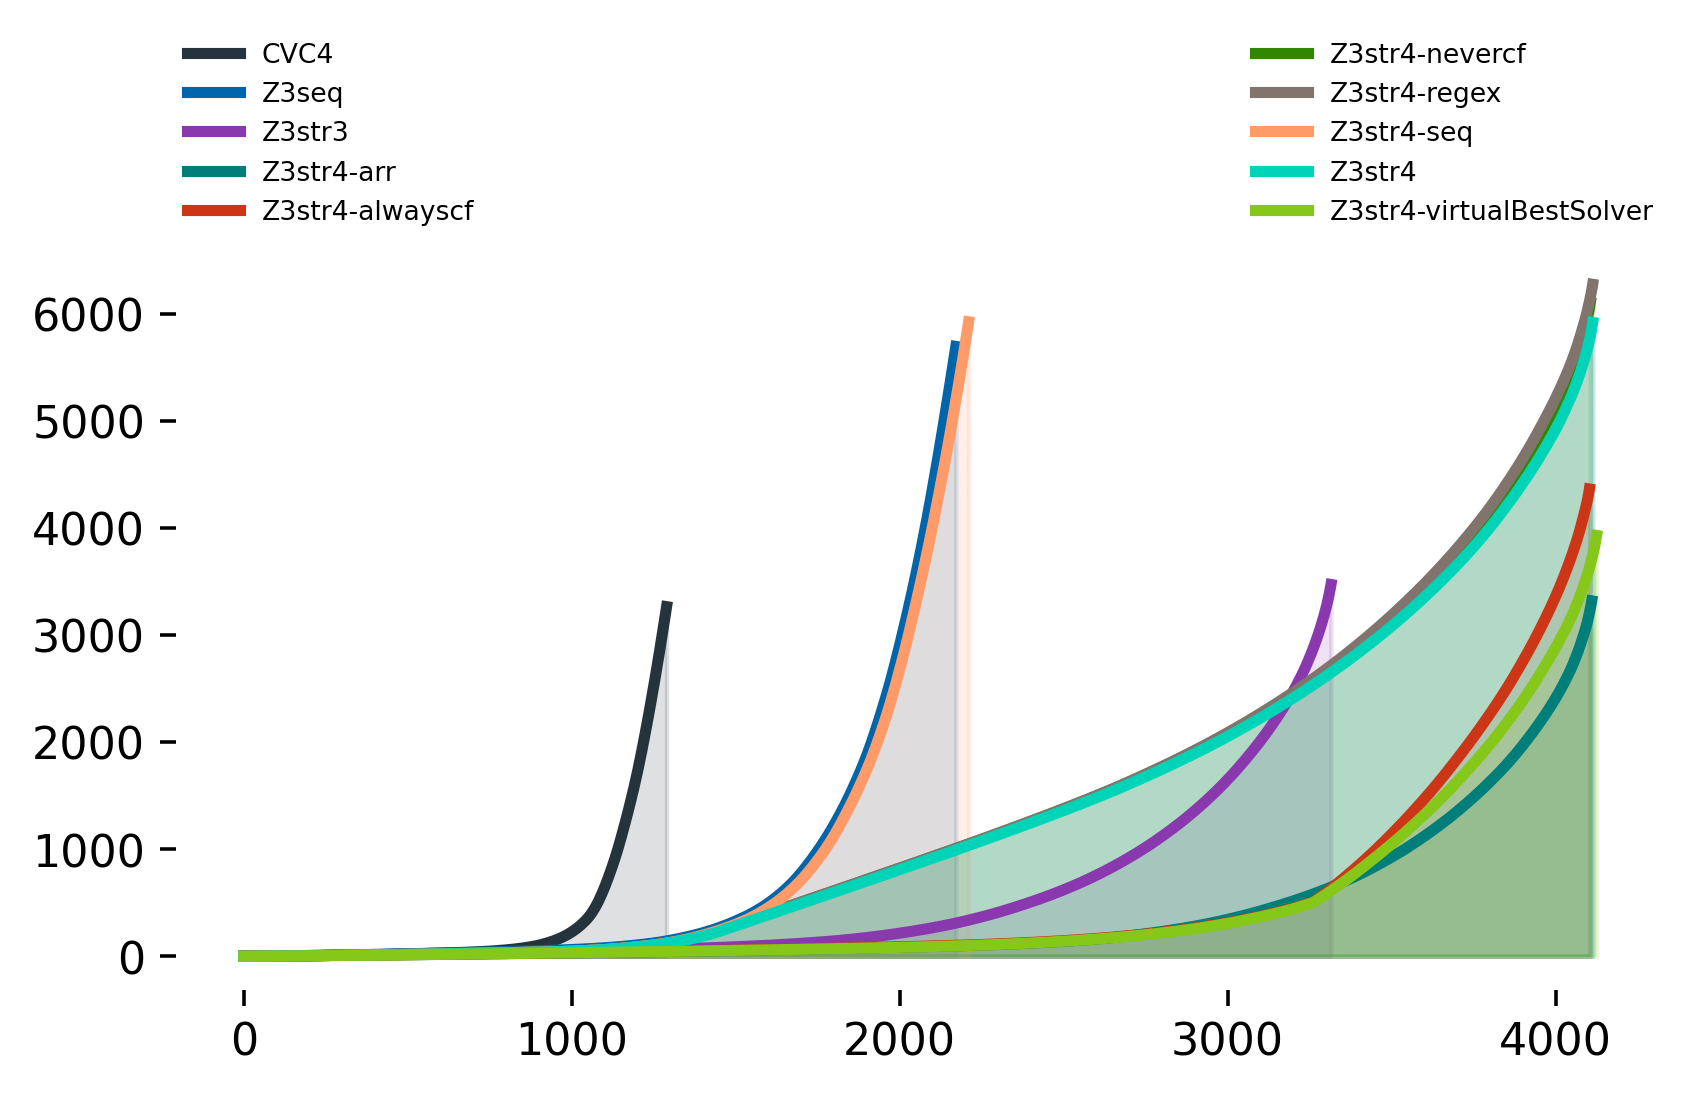 CVC4
Z3seq
Z3str3
Z3str4-arr
Z3str4-alwayscf
Z3str4-nevercf
Z3str4-regex
Z3str4-seq
Z3str4
Z3str4-virtualBestSolver
6000
5000
4000
3000
2000
1000
0
0 1000 2000 3000 4000